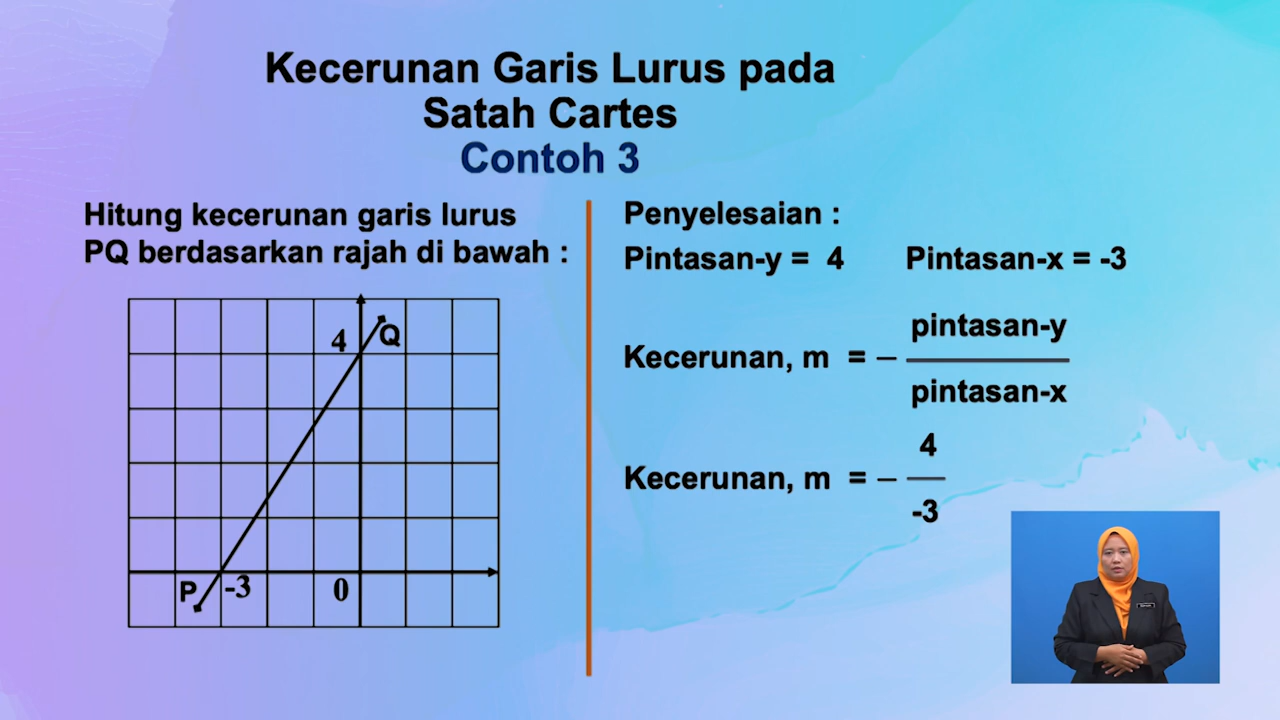 Kecerunan Garis Lurus pada
Satah Cartes
Contoh 3
Hitung kecerunan garis lurus
PQ berdasarkan rajah di bawah :
4
Q
P
-3
0
Penyelesaian :
Pintasan-y = 4 Pintasan-x = -3
pintasan-y
Kecerunan, m = −
pintasan-x
4
Kecerunan, m = −
-3